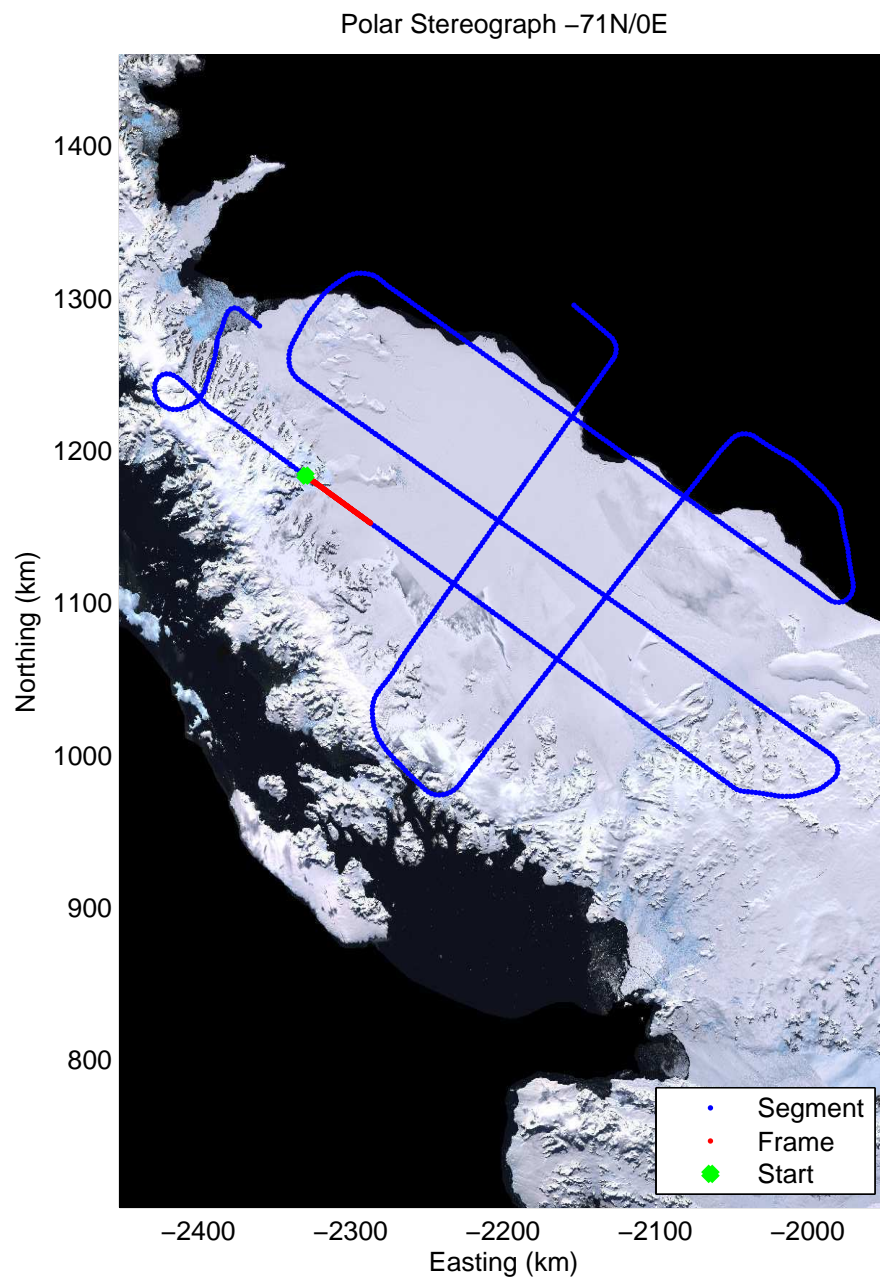 Polar Stereograph −71N/0E
1400
1300
1200
1100
1000
900
800
Northing (km)
Segment
Frame
Start
−2400 −2300 −2200 −2100 −2000
Easting (km)